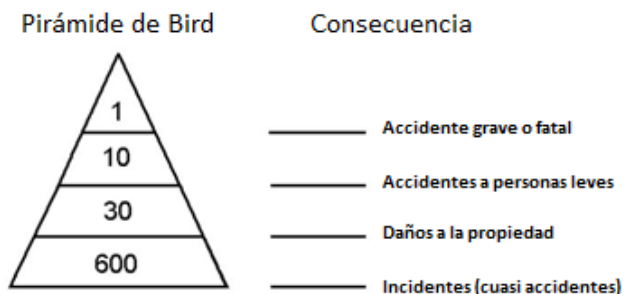 Pirámide de Bird Consecuencia
1
Accidente grave o fatal
10
Accidentes a personas leves
30
Daños a la propiedad
600
Incidentes (cuasi accidentes)